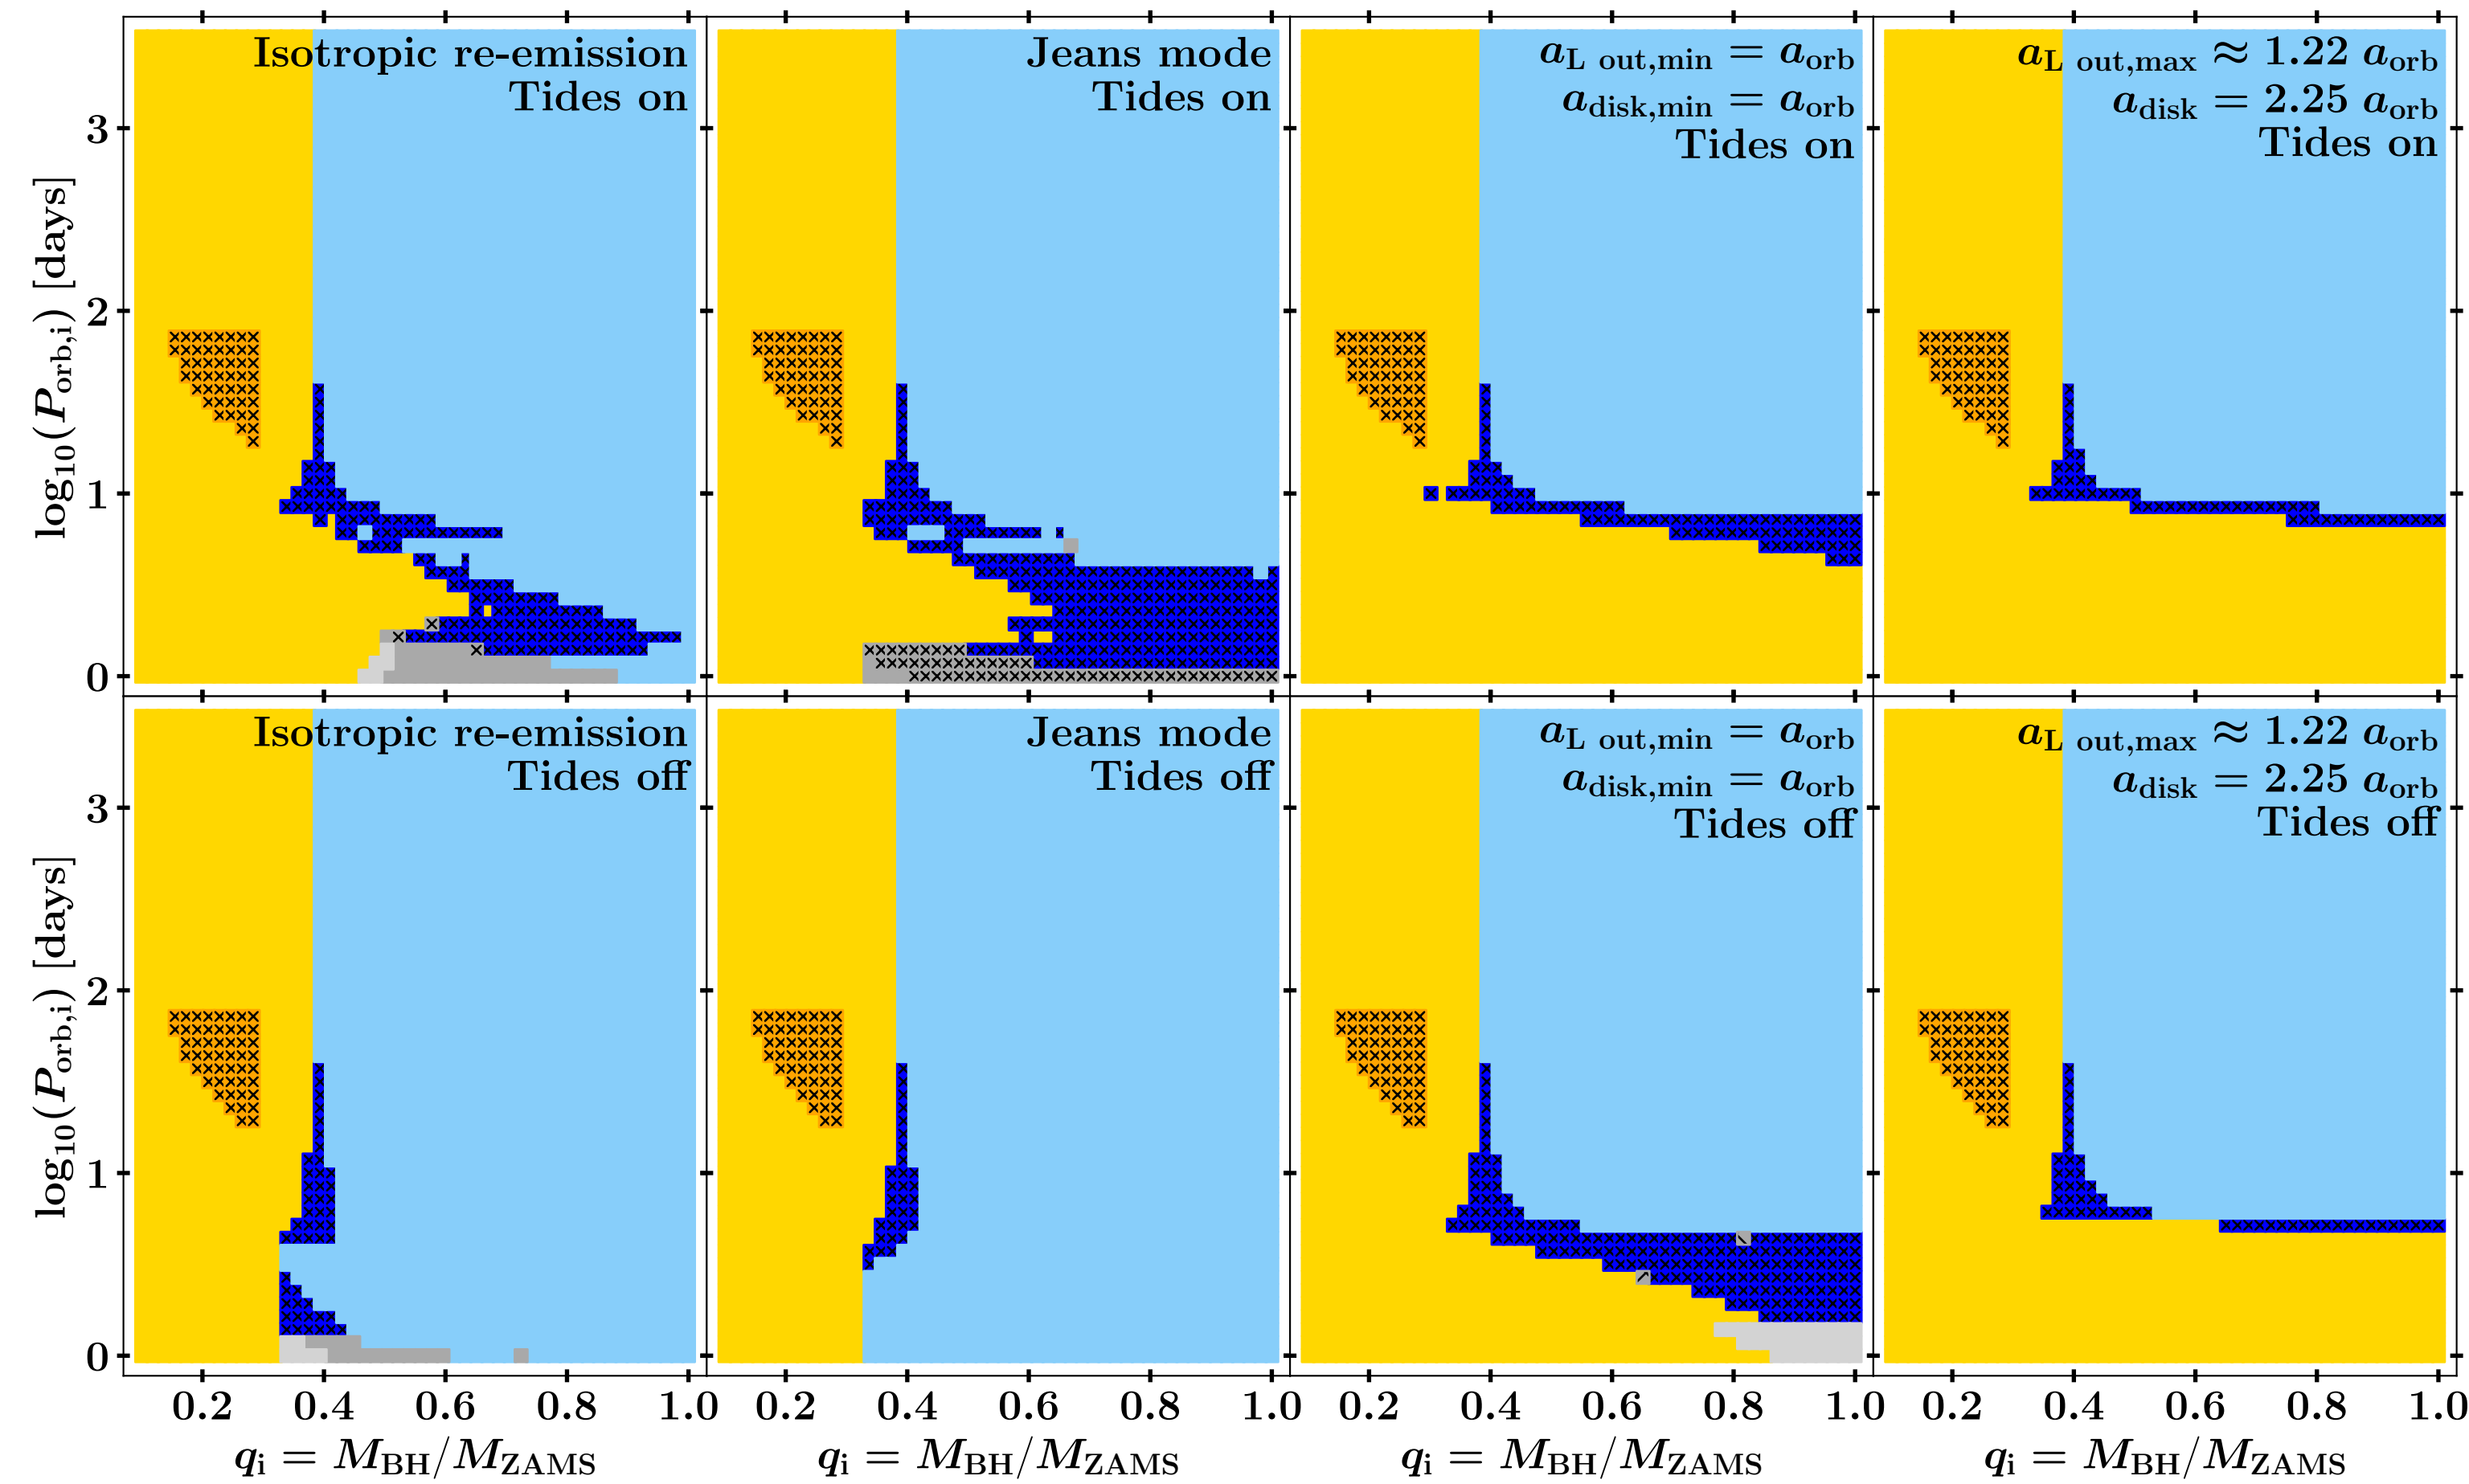 Isotropic re-emission
Tides on
Jeans mode
Tides on
a_L out,min = a_orb
a_disk,min = a_orb
Tides on
a_L out,max ≈ 1.22 a_orb
a_disk = 2.25 a_orb
Tides on
log10(P_orb,i) [days]
3
2
1
0
Isotropic re-emission
Tides off
Jeans mode
Tides off
a_L out,min = a_orb
a_disk,min = a_orb
Tides off
a_L out,max ≈ 1.22 a_orb
a_disk = 2.25 a_orb
Tides off
log10(P_orb,i) [days]
3
2
1
0
0.2 0.4 0.6 0.8 1.0 0.2 0.4 0.6 0.8 1.0 0.2 0.4 0.6 0.8 1.0 0.2 0.4 0.6 0.8 1.0
q_i = M_BH/M_ZAMS q_i = M_BH/M_ZAMS q_i = M_BH/M_ZAMS q_i = M_BH/M_ZAMS